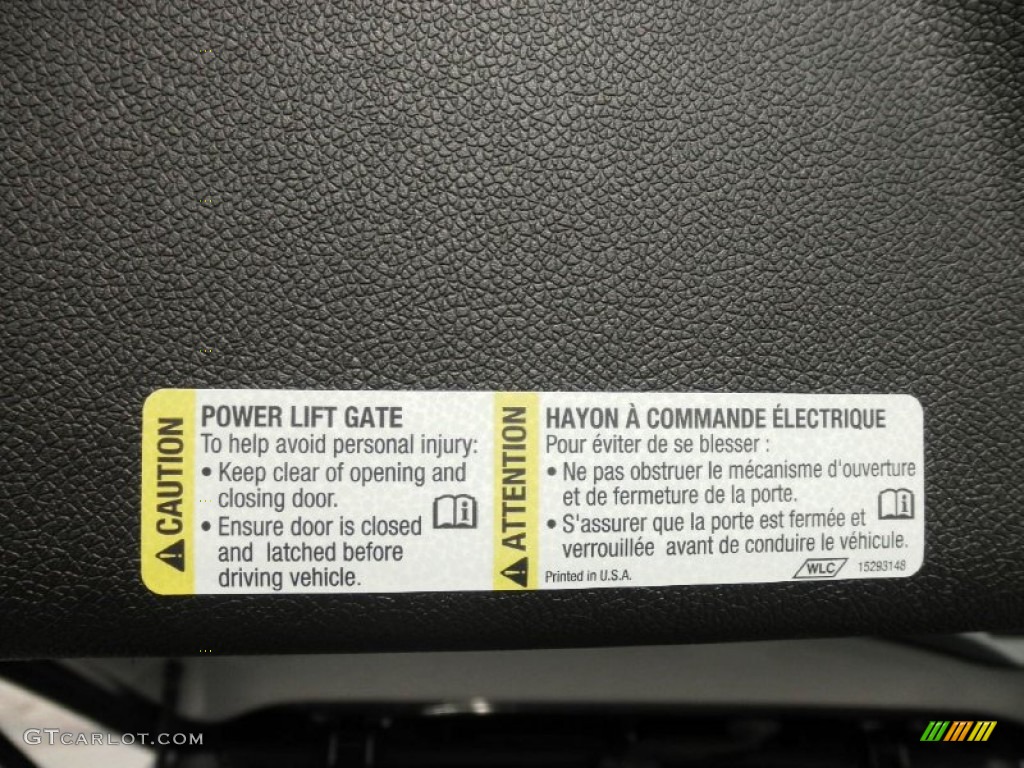 CAUTION
POWER LIFT GATE
To help avoid personal injury:
• Keep clear of opening and
closing door.
• Ensure door is closed
and latched before
driving vehicle.
ATTENTION
HAYON À COMMANDE ÉLECTRIQUE
Pour éviter de se blesser :
• Ne pas obstruer le mécanisme d'ouverture
et de fermeture de la porte.
• S'assurer que la porte est fermée et
verrouillée avant de conduire le véhicule.
Printed in U.S.A.
WLC
15293148
GTCARLOT.COM